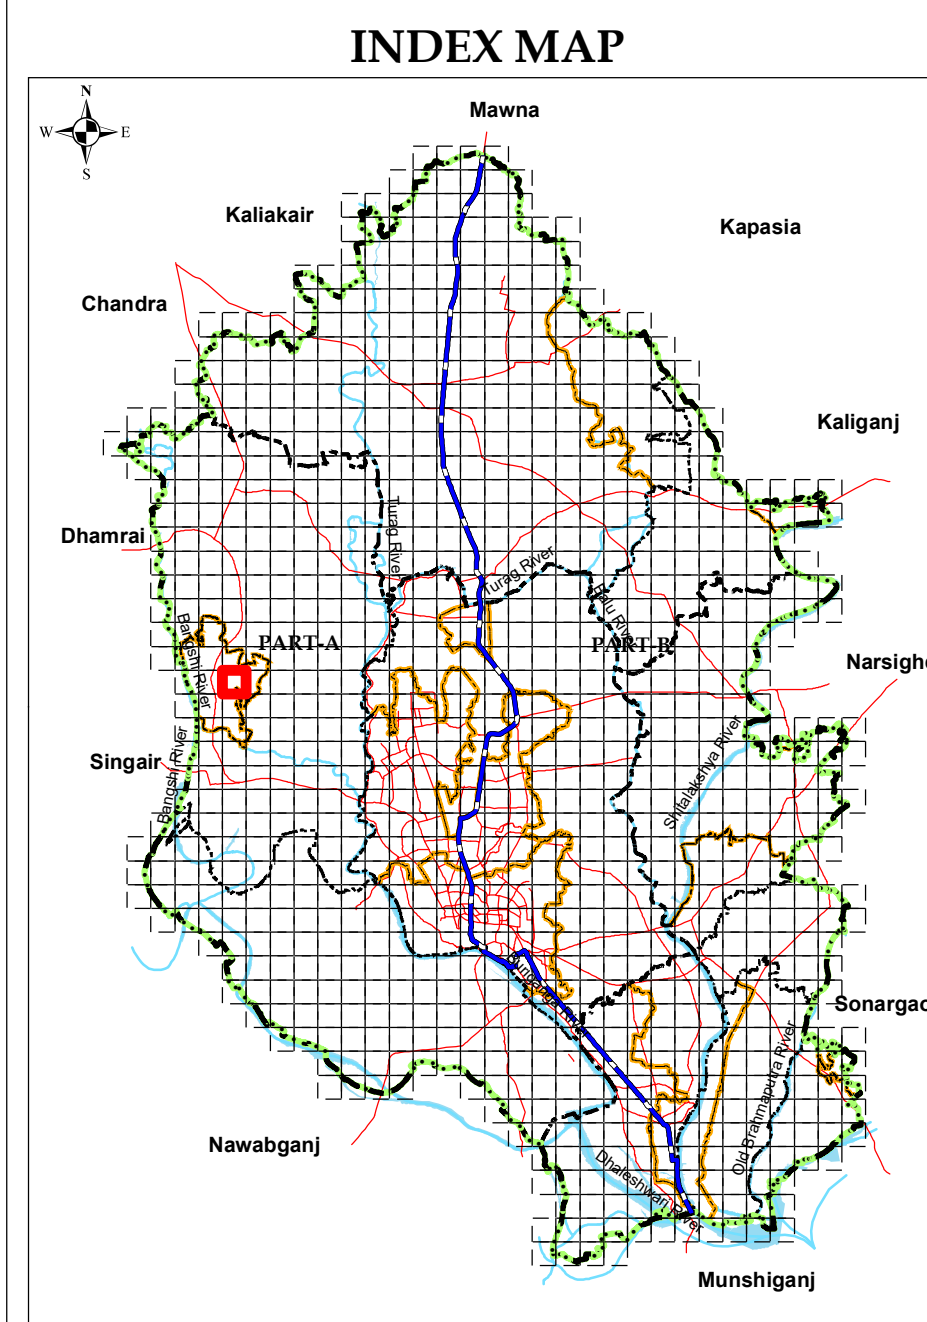 INDEX MAP
N
W E
S
Mawna
Kaliakair
Kapasia
Chandra
Kaliganj
Dhamrai
Turag River
Turag River
Balu River
Bangshi River
PART-A
PART-B
Narsighd
Singair
Bangshi River
Shitalakshya River
Buriganga River
Sonargao
Old Brahmaputra River
Nawabganj
Dhaleshwari River
Munshiganj